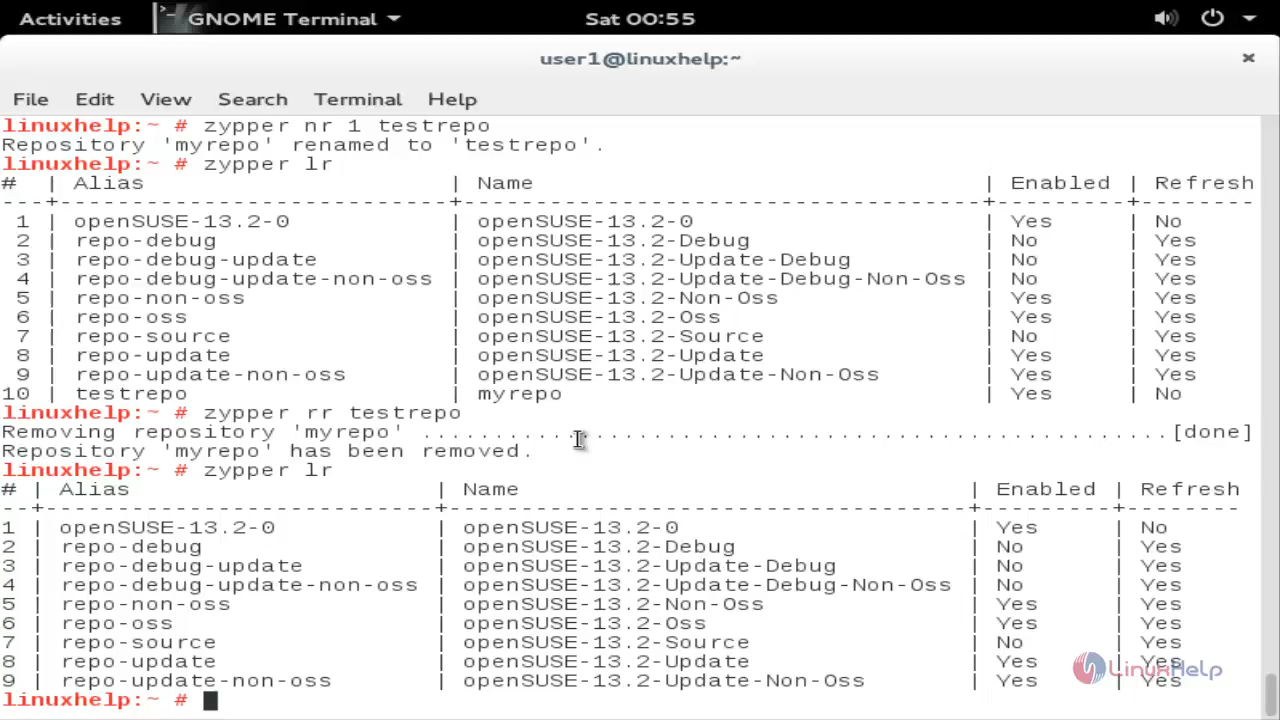 Activities GNOME Terminal Sat 00:55
user1@linuxhelp:~ ×
File Edit View Search Terminal Help
linuxhelp:~ # zypper nr 1 testrepo
Repository 'myrepo' renamed to 'testrepo'.
linuxhelp:~ # zypper lr
#  | Alias                     | Name                               | Enabled | Refresh
---+---------------------------+------------------------------------+---------+--------
 1 | openSUSE-13.2-0           | openSUSE-13.2-0                    | Yes     | No
 2 | repo-debug                | openSUSE-13.2-Debug                | No      | Yes
 3 | repo-debug-update         | openSUSE-13.2-Update-Debug         | No      | Yes
 4 | repo-debug-update-non-oss | openSUSE-13.2-Update-Debug-Non-Oss | No      | Yes
 5 | repo-non-oss              | openSUSE-13.2-Non-Oss              | Yes     | Yes
 6 | repo-oss                  | openSUSE-13.2-Oss                  | Yes     | Yes
 7 | repo-source               | openSUSE-13.2-Source               | No      | Yes
 8 | repo-update               | openSUSE-13.2-Update               | Yes     | Yes
 9 | repo-update-non-oss       | openSUSE-13.2-Update-Non-Oss       | Yes     | Yes
10 | testrepo                  | myrepo                             | Yes     | No
linuxhelp:~ # zypper rr testrepo
Removing repository 'myrepo' ....................................................[done]
Repository 'myrepo' has been removed.
linuxhelp:~ # zypper lr
# | Alias                     | Name                               | Enabled | Refresh
--+---------------------------+------------------------------------+---------+--------
1 | openSUSE-13.2-0           | openSUSE-13.2-0                    | Yes     | No
2 | repo-debug                | openSUSE-13.2-Debug                | No      | Yes
3 | repo-debug-update         | openSUSE-13.2-Update-Debug         | No      | Yes
4 | repo-debug-update-non-oss | openSUSE-13.2-Update-Debug-Non-Oss | No      | Yes
5 | repo-non-oss              | openSUSE-13.2-Non-Oss              | Yes     | Yes
6 | repo-oss                  | openSUSE-13.2-Oss                  | Yes     | Yes
7 | repo-source               | openSUSE-13.2-Source               | No      | Yes
8 | repo-update               | openSUSE-13.2-Update               | Yes     | Yes
9 | repo-update-non-oss       | openSUSE-13.2-Update-Non-Oss       | Yes     | Yes
LinuxHelp
linuxhelp:~ #